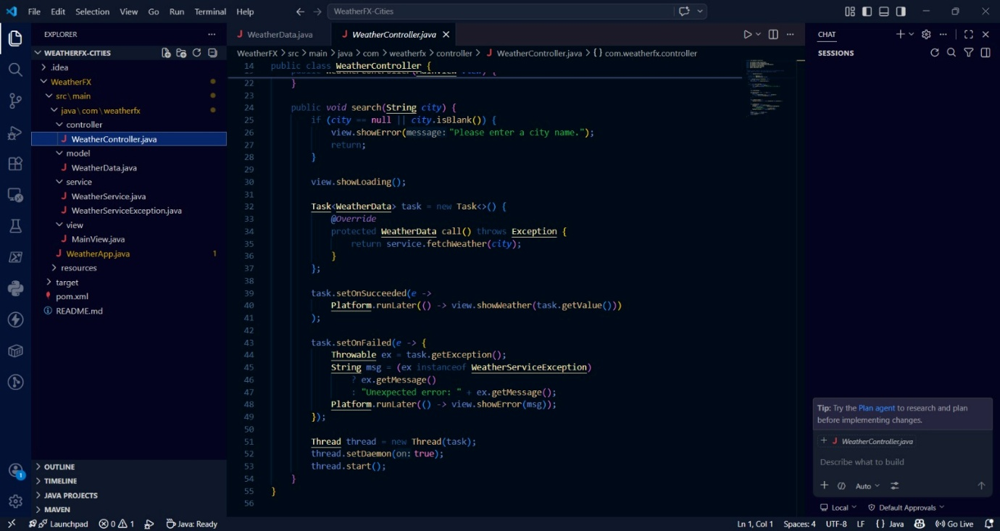 File Edit Selection View Go Run Terminal Help
WeatherFX-Cities
EXPLORER
WEATHERFX-CITIES
.idea
WeatherFX
src\main
java\com\weatherfx
controller
J WeatherController.java
model
J WeatherData.java
service
J WeatherService.java
J WeatherServiceException.java
view
J MainView.java
J WeatherApp.java 1
resources
target
pom.xml
README.md
OUTLINE
TIMELINE
JAVA PROJECTS
MAVEN
J WeatherData.java J WeatherController.java
WeatherFX > src > main > java > com > weatherfx > controller > J WeatherController.java > {} com.weatherfx.controller
14 public class WeatherController {
22 }
23
24 public void search(String city) {
25 if (city == null || city.isBlank()) {
26 view.showError(message: "Please enter a city name.");
27 return;
28 }
29
30 view.showLoading();
31
32 Task<WeatherData> task = new Task<>() {
33 @Override
34 protected WeatherData call() throws Exception {
35 return service.fetchWeather(city);
36 }
37 };
38
39 task.setOnSucceeded(e ->
40 Platform.runLater(() -> view.showWeather(task.getValue()))
41 );
42
43 task.setOnFailed(e -> {
44 Throwable ex = task.getException();
45 String msg = (ex instanceof WeatherServiceException)
46 ? ex.getMessage()
47 : "Unexpected error: " + ex.getMessage();
48 Platform.runLater(() -> view.showError(msg));
49 });
50
51 Thread thread = new Thread(task);
52 thread.setDaemon(on: true);
53 thread.start();
54 }
55 }
56
CHAT
SESSIONS
Tip: Try the Plan agent to research and plan
before implementing changes.
J WeatherController.java
Describe what to build
Auto
Local Default Approvals
1
Launchpad 0 1 Java: Ready
Ln 1, Col 1 Spaces: 4 UTF-8 LF {} Java Go Live